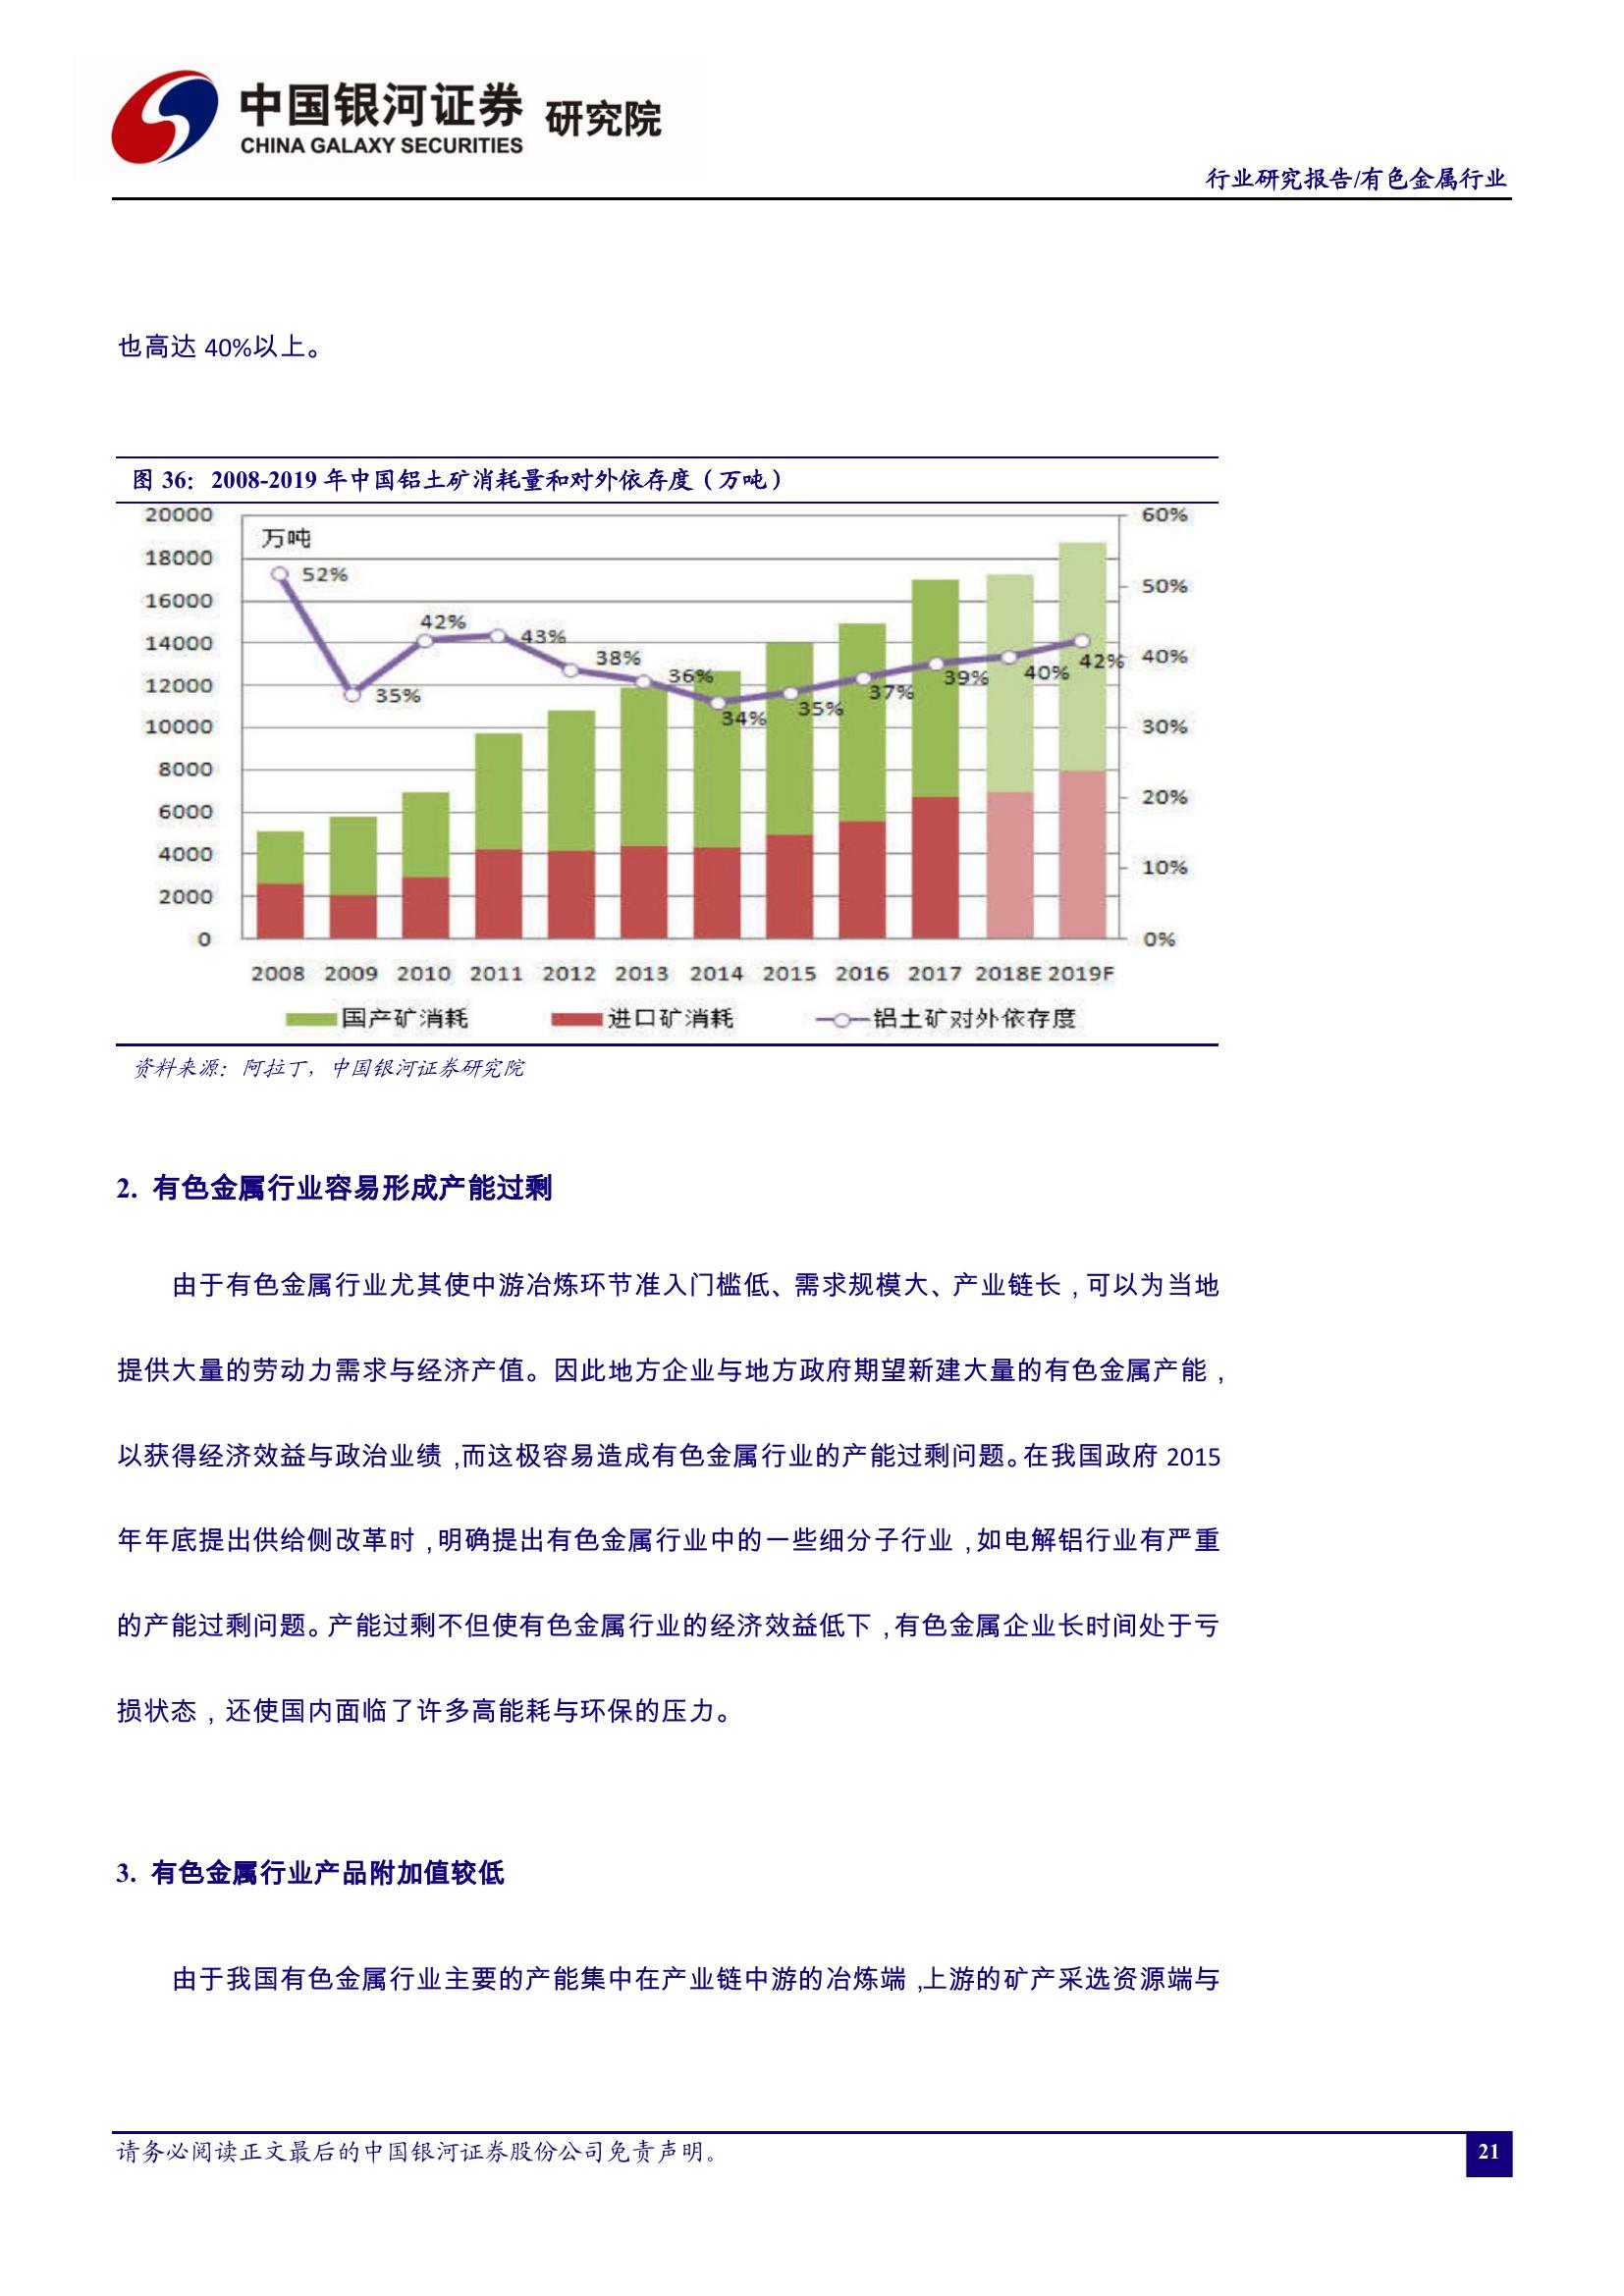 中国银河证券 研究院
CHINA GALAXY SECURITIES
行业研究报告/有色金属行业
也高达 40%以上。
图 36：2008-2019 年中国铝土矿消耗量和对外依存度（万吨）
20000
18000
16000
14000
12000
10000
8000
6000
4000
2000
0
万吨
60%
50%
40%
30%
20%
10%
0%
52%
35%
42%
43%
38%
36%
34%
35%
37%
39%
40%
42%
2008 2009 2010 2011 2012 2013 2014 2015 2016 2017 2018E 2019F
国产矿消耗 进口矿消耗 铝土矿对外依存度
资料来源：阿拉丁，中国银河证券研究院
2. 有色金属行业容易形成产能过剩
由于有色金属行业尤其使中游冶炼环节准入门槛低、需求规模大、产业链长，可以为当地
提供大量的劳动力需求与经济产值。因此地方企业与地方政府期望新建大量的有色金属产能，
以获得经济效益与政治业绩，而这极容易造成有色金属行业的产能过剩问题。在我国政府 2015
年年底提出供给侧改革时，明确提出有色金属行业中的一些细分子行业，如电解铝行业有严重
的产能过剩问题。产能过剩不但使有色金属行业的经济效益低下，有色金属企业长时间处于亏
损状态，还使国内面临了许多高能耗与环保的压力。
3. 有色金属行业产品附加值较低
由于我国有色金属行业主要的产能集中在产业链中游的冶炼端，上游的矿产采选资源端与
请务必阅读正文最后的中国银河证券股份公司免责声明。
21